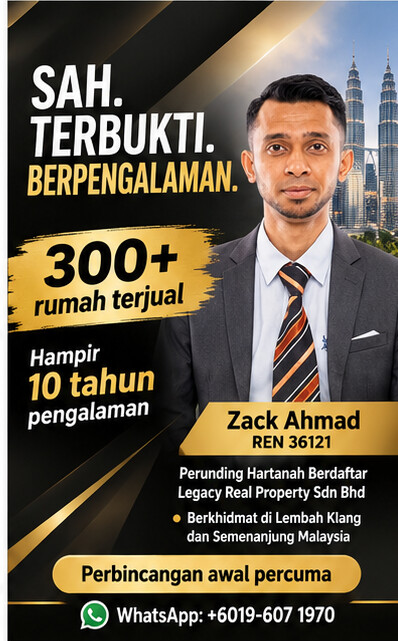 SAH.
TERBUKTI.
BERPENGALAMAN.
300+
rumah terjual
Hampir
10 tahun
pengalaman
Zack Ahmad
REN 36121
Perunding Hartanah Berdaftar
Legacy Real Property Sdn Bhd
Berkhidmat di Lembah Klang
dan Semenanjung Malaysia
Perbincangan awal percuma
WhatsApp: +6019-607 1970